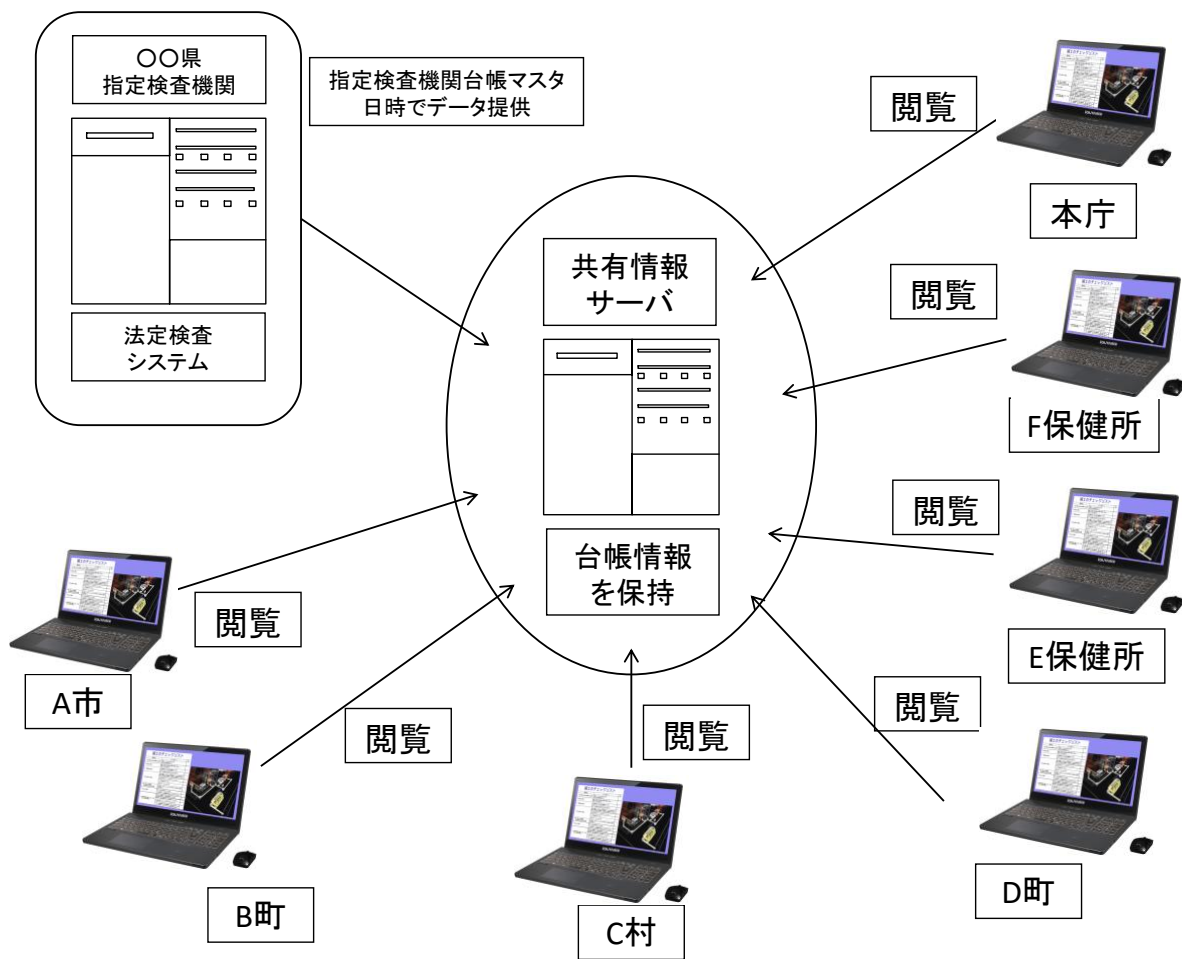 〇〇県
指定検査機関
指定検査機関台帳マスタ
日時でデータ提供
法定検査
システム
共有情報
サーバ
台帳情報
を保持
閲覧
本庁
閲覧
F保健所
閲覧
E保健所
閲覧
D町
閲覧
A市
閲覧
B町
閲覧
C村